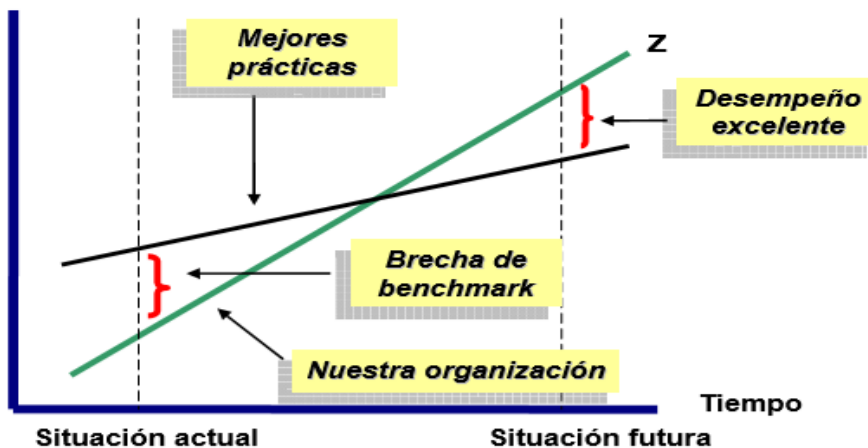 Mejores
prácticas
Z
Desempeño
excelente
Brecha de
benchmark
Nuestra organización
Tiempo
Situación actual
Situación futura